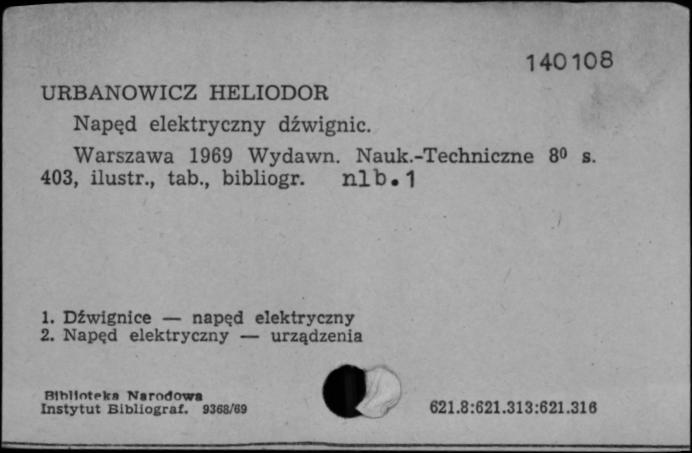 140108
URBANOWICZ HELIODOR
Napęd elektryczny dźwignic.
Warszawa 1969 Wydawn. Nauk.-Techniczne 8⁰ s.
403, ilustr., tab., bibliogr. nlb.1
1. Dźwignice — napęd elektryczny
2. Napęd elektryczny — urządzenia
Biblioteka Narodowa
Instytut Bibliograf. 9368/69
621.8:621.313:621.316